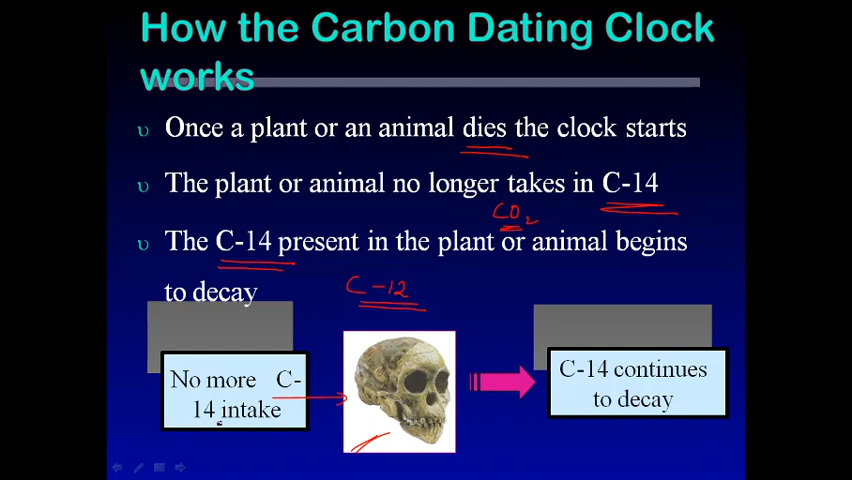 How the Carbon Dating Clock
works
υ Once a plant or an animal dies the clock starts
υ The plant or animal no longer takes in C-14
CO2
υ The C-14 present in the plant or animal begins
to decay
C-12
No more C-
14 intake
C-14 continues
to decay